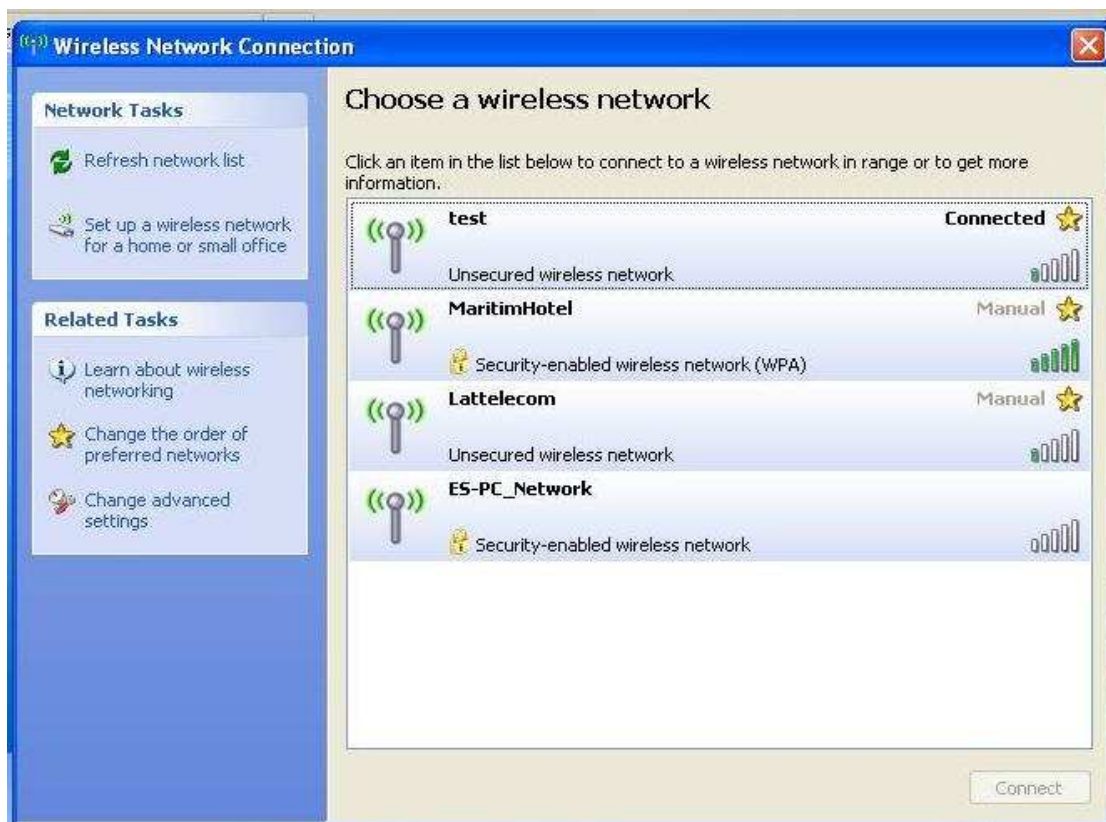 Wireless Network Connection
Network Tasks
Refresh network list
Set up a wireless network
for a home or small office
Related Tasks
Learn about wireless
networking
Change the order of
preferred networks
Change advanced
settings
Choose a wireless network
Click an item in the list below to connect to a wireless network in range or to get more
information.
test Connected
Unsecured wireless network
MaritimHotel Manual
Security-enabled wireless network (WPA)
Lattelecom Manual
Unsecured wireless network
ES-PC_Network
Security-enabled wireless network
Connect